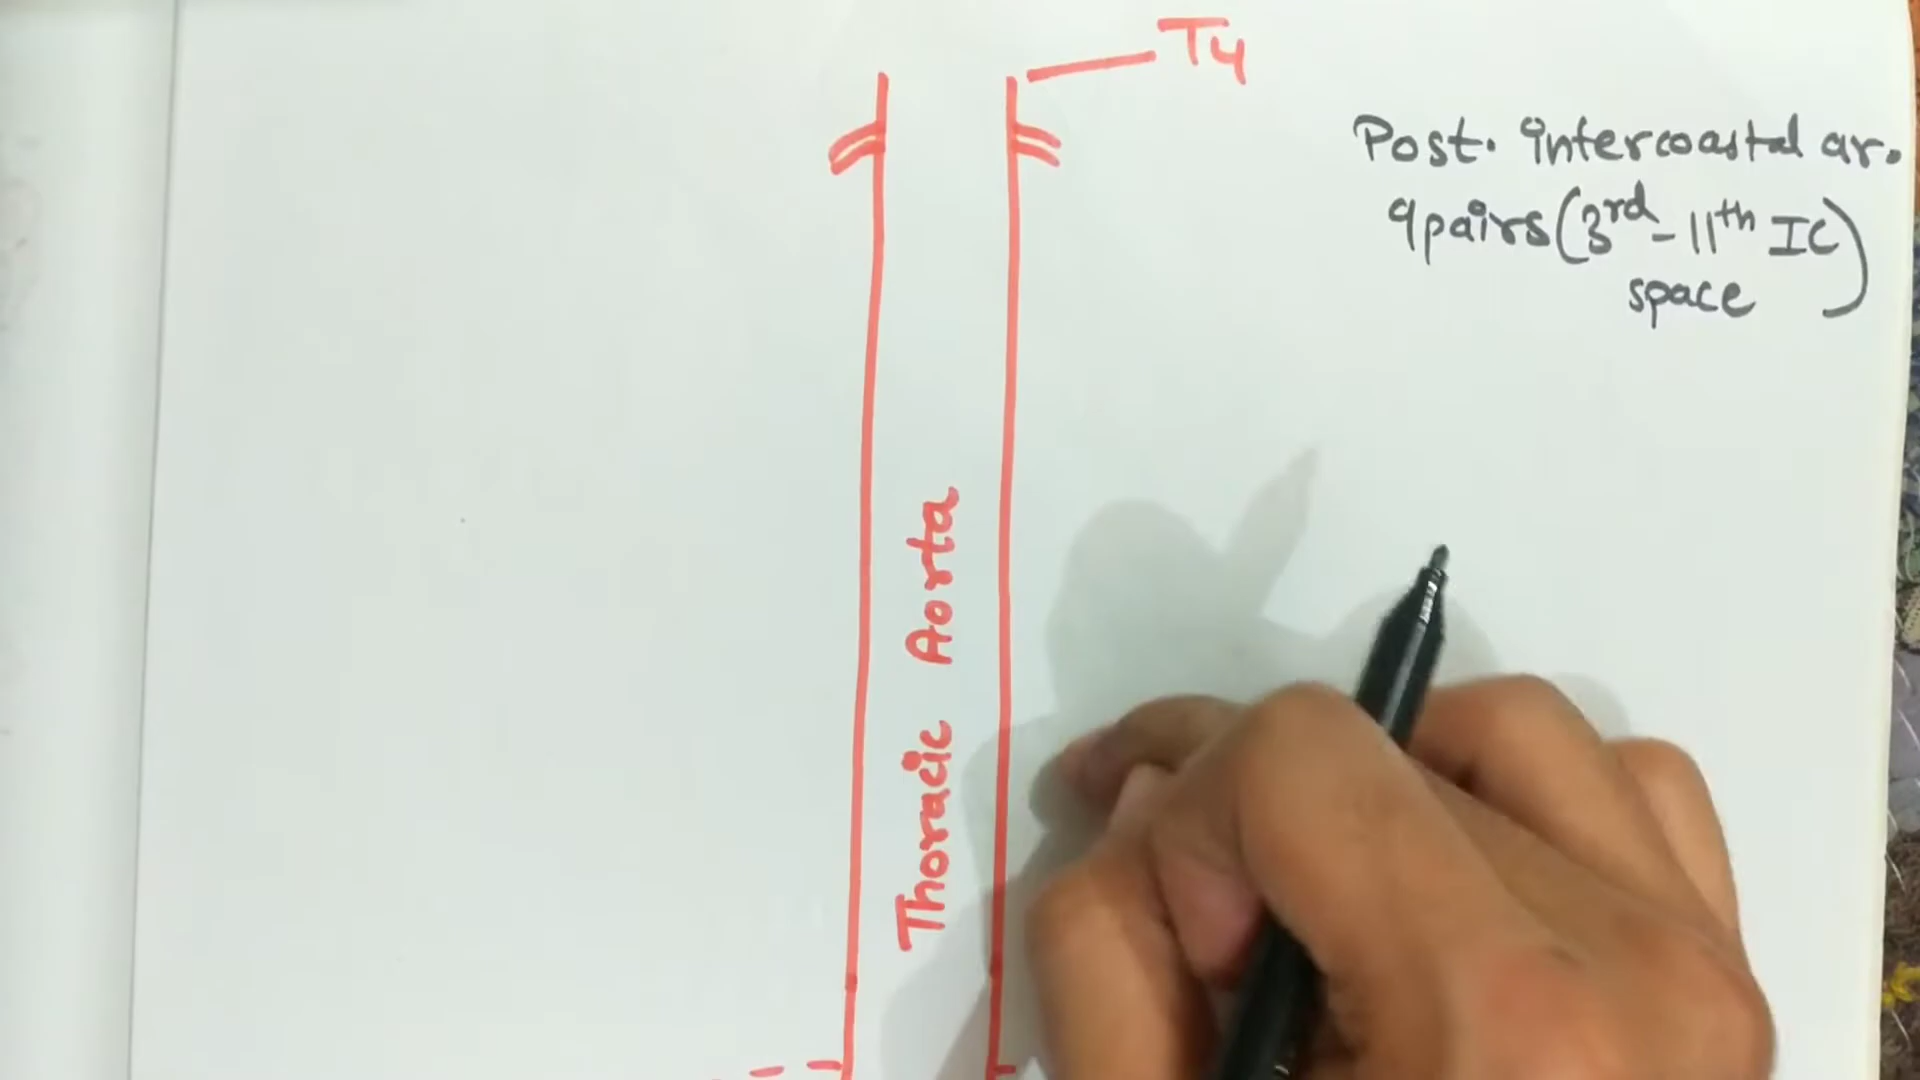 T4
Post. intercoastal ar.
9pairs (3rd - 11th IC)
space
Thoracic Aorta